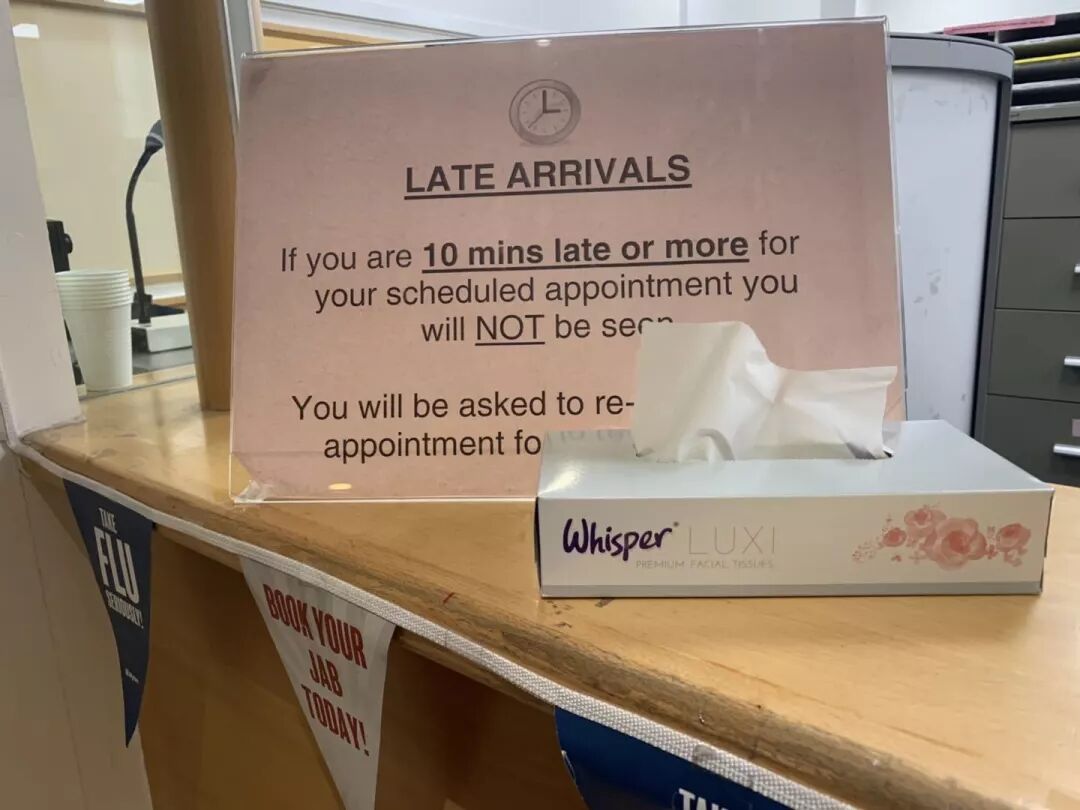 LATE ARRIVALS
If you are 10 mins late or more for
your scheduled appointment you
will NOT be seen
You will be asked to re-
appointment fo
Whisper® LUXI
PREMIUM FACIAL TISSUES
TAKE
FLU
SERIOUSLY!
BOOK YOUR
JAB
TODAY!